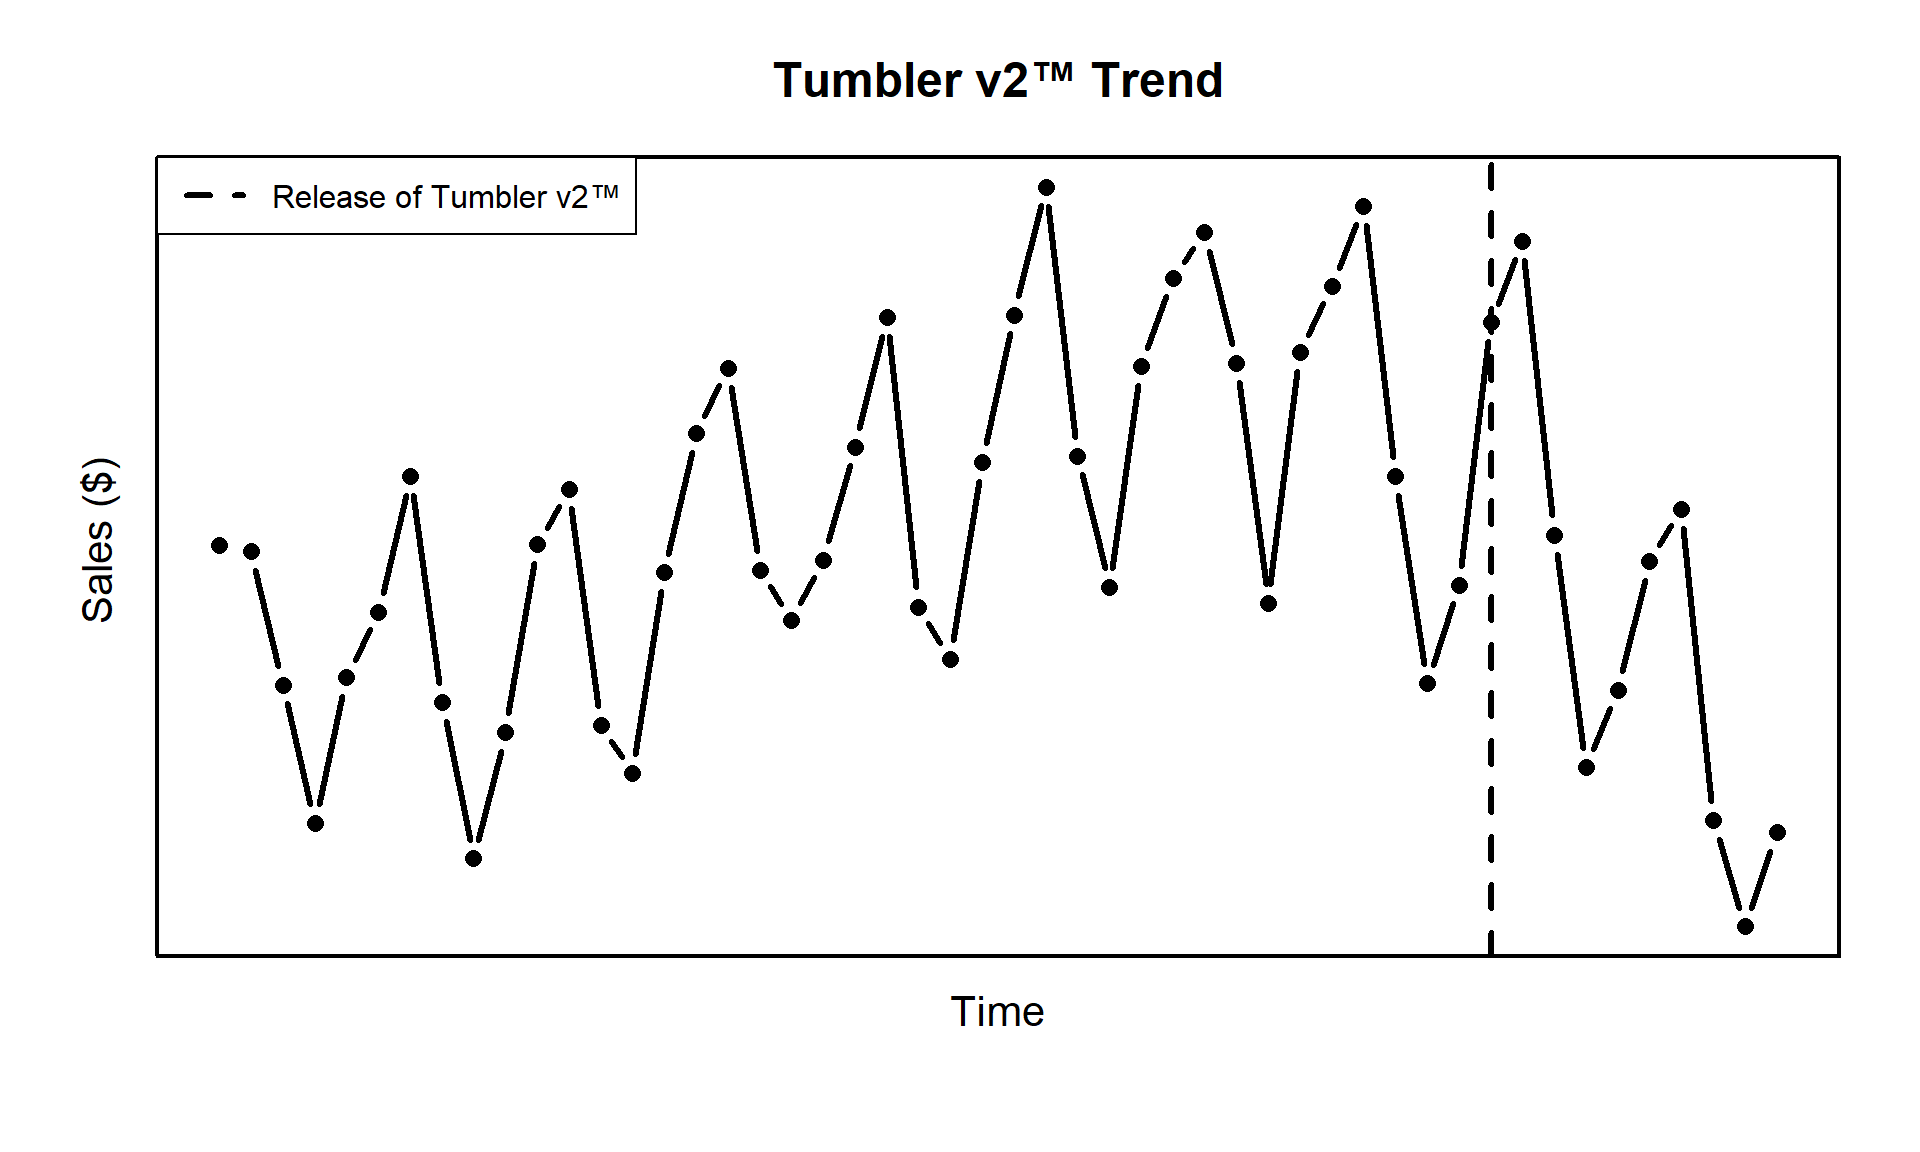 Tumbler v2™ Trend
Release of Tumbler v2™
Sales ($)
Time